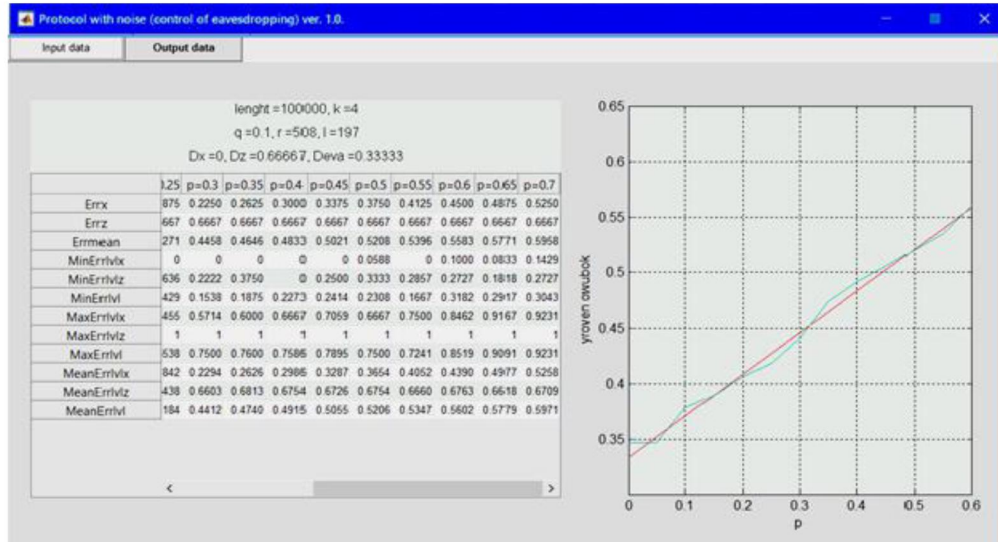 Protocol with noise (control of eavesdropping) ver. 1.0.
Input data Output data
lenght =100000, k =4
q =0.1, r =508, l =197
Dx =0, Dz =0.66667, Deva =0.33333
0.25 p=0.3 p=0.35 p=0.4 p=0.45 p=0.5 p=0.55 p=0.6 p=0.65 p=0.7
Errx 875 0.2250 0.2625 0.3000 0.3375 0.3750 0.4125 0.4500 0.4875 0.5250
Errz 667 0.6667 0.6667 0.6667 0.6667 0.6667 0.6667 0.6667 0.6667 0.6667
Errmean 271 0.4458 0.4646 0.4833 0.5021 0.5208 0.5396 0.5583 0.5771 0.5958
MinErrlvlx 0 0 0 0 0 0.0588 0 0.1000 0.0833 0.1429
MinErrlvlz 636 0.2222 0.3750 0 0.2500 0.3333 0.2857 0.2727 0.1818 0.2727
MinErrlvl 429 0.1538 0.1875 0.2273 0.2414 0.2308 0.1667 0.3182 0.2917 0.3043
MaxErrlvlx 455 0.5714 0.6000 0.6667 0.7059 0.6667 0.7500 0.8462 0.9167 0.9231
MaxErrlvlz 1 1 1 1 1 1 1 1 1 1
MaxErrlvl 538 0.7500 0.7600 0.7586 0.7895 0.7500 0.7241 0.8519 0.9091 0.9231
MeanErrlvlx 842 0.2294 0.2626 0.2986 0.3287 0.3654 0.4052 0.4390 0.4977 0.5258
MeanErrlvlz 438 0.6603 0.6813 0.6754 0.6726 0.6754 0.6660 0.6763 0.6618 0.6709
MeanErrlvl 184 0.4412 0.4740 0.4915 0.5055 0.5206 0.5347 0.5602 0.5779 0.5971
0.65
0.6
0.55
0.5
0.45
0.4
0.35
yroven owubok
0 0.1 0.2 0.3 0.4 0.5 0.6
p